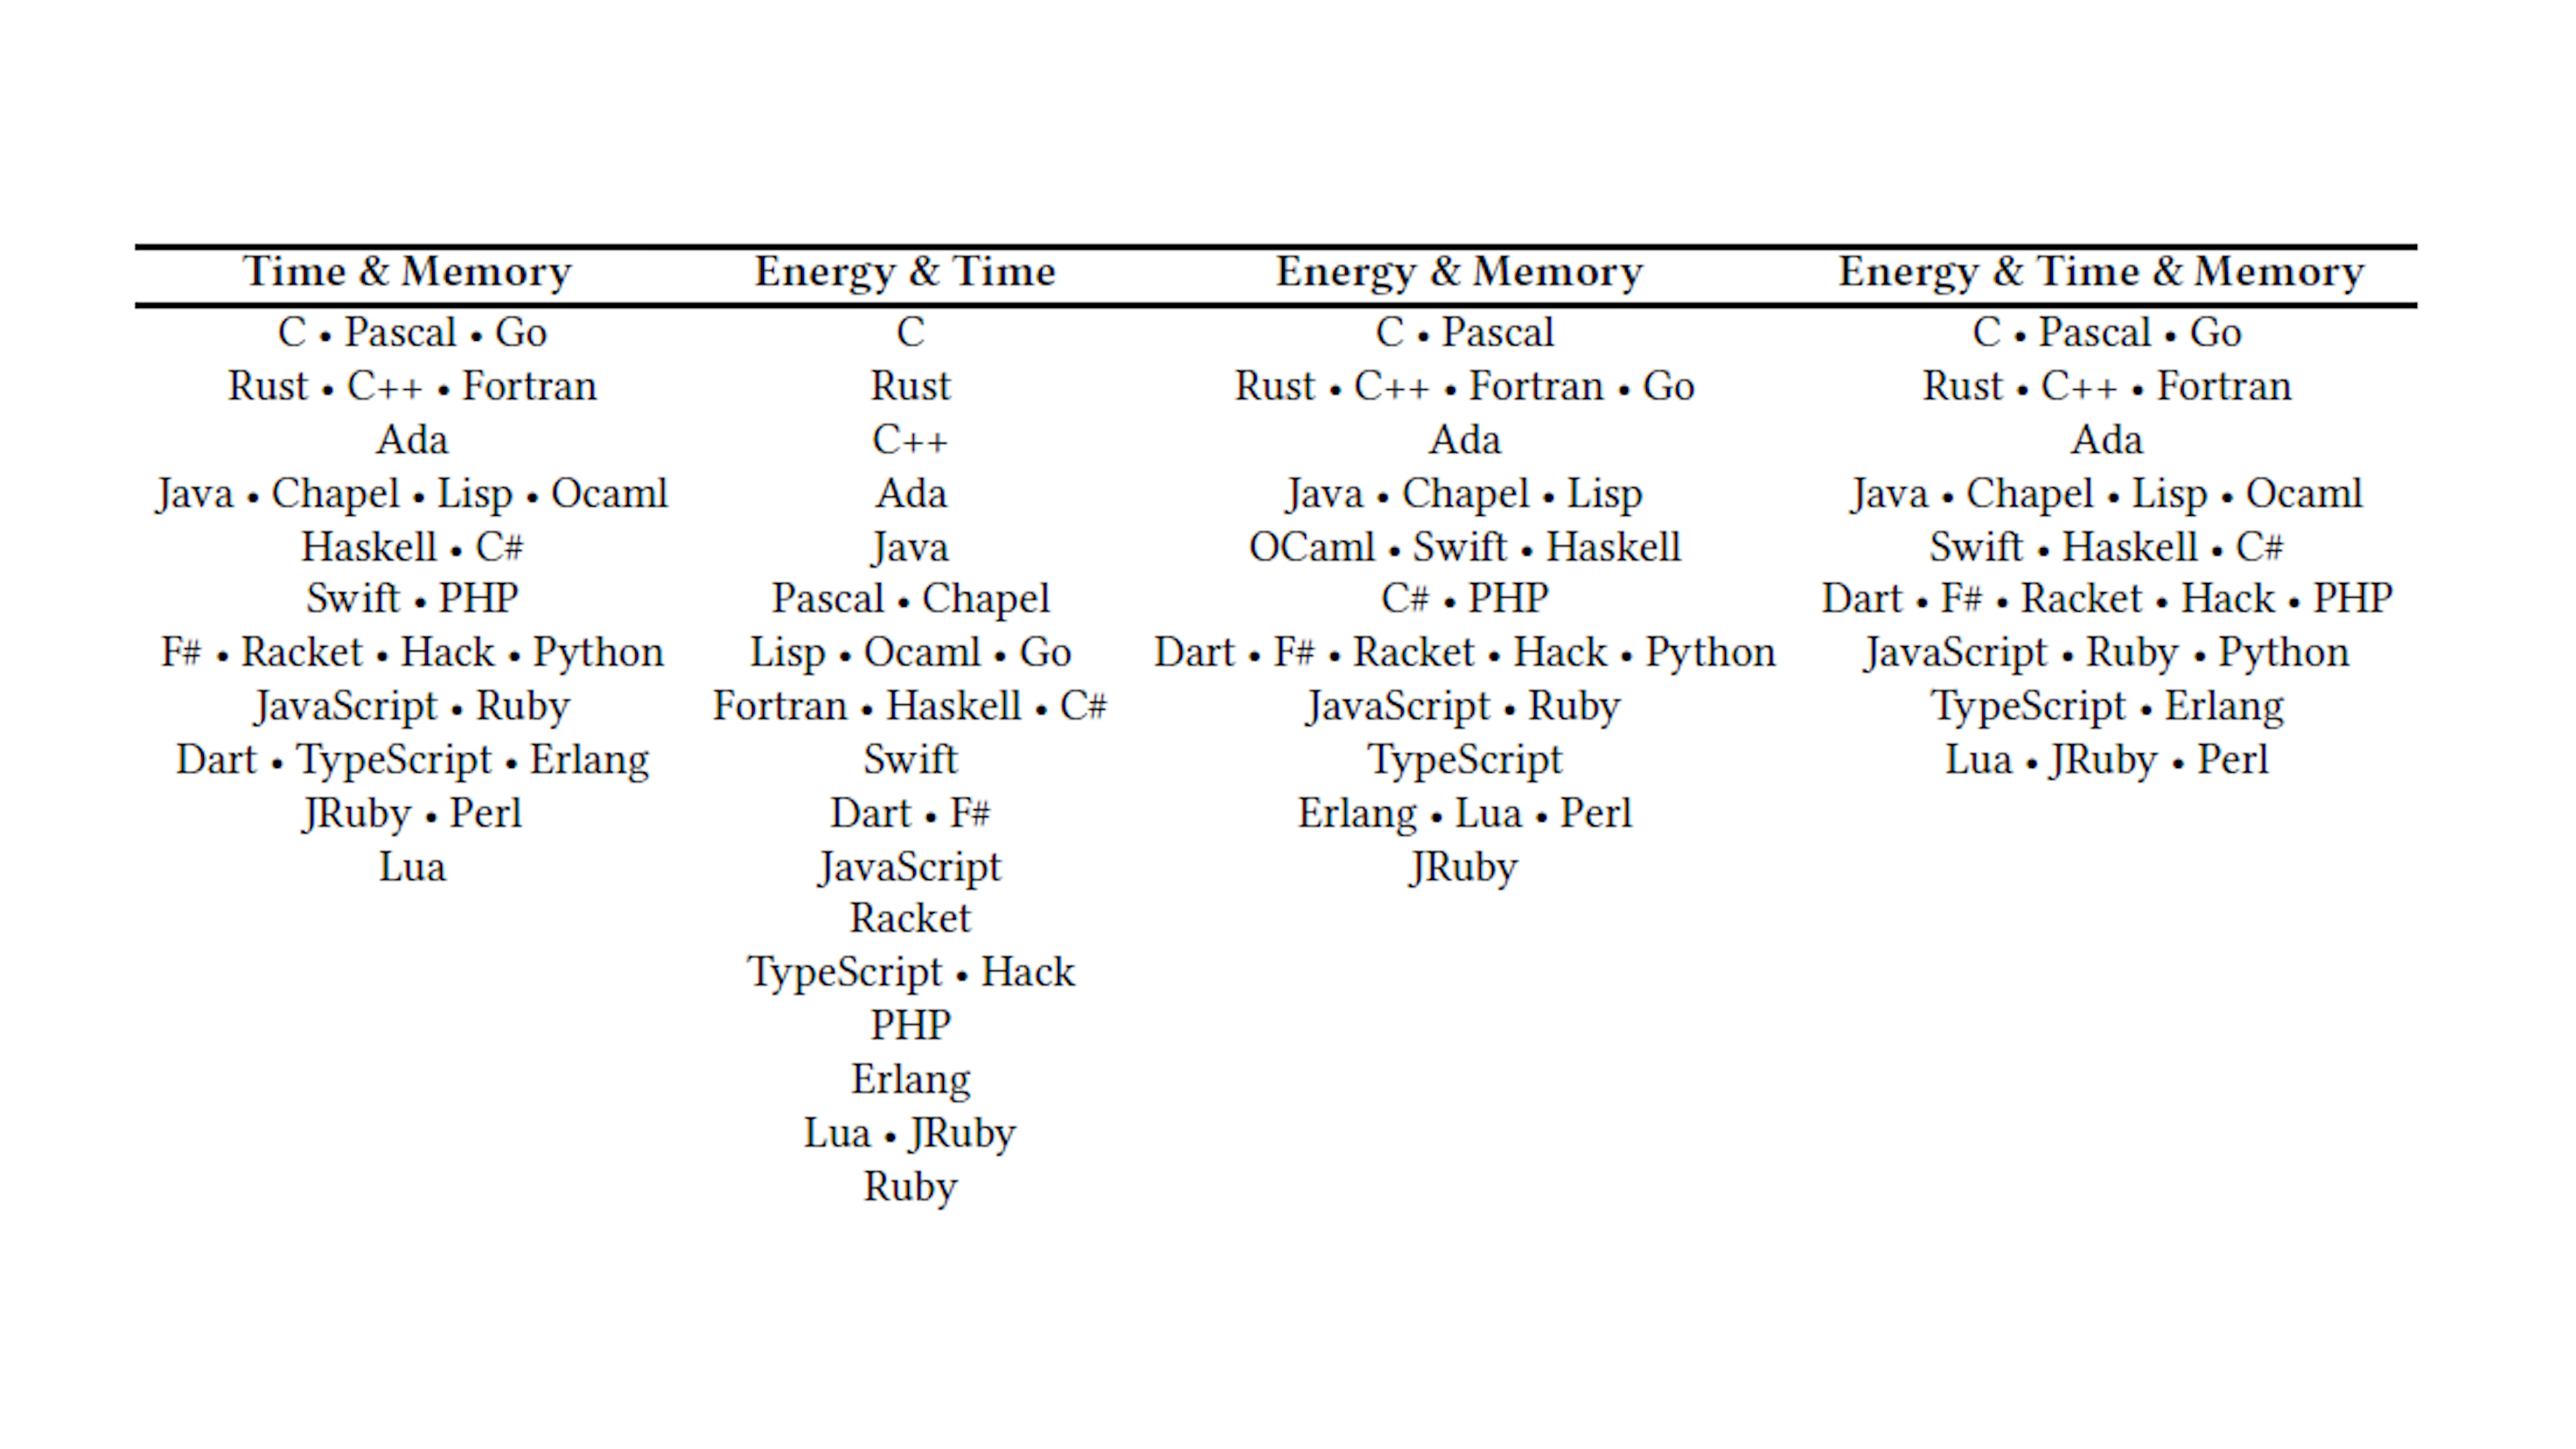 Time & Memory Energy & Time Energy & Memory Energy & Time & Memory
C • Pascal • Go C C • Pascal C • Pascal • Go
Rust • C++ • Fortran Rust Rust • C++ • Fortran • Go Rust • C++ • Fortran
Ada C++ Ada Ada
Java • Chapel • Lisp • Ocaml Ada Java • Chapel • Lisp Java • Chapel • Lisp • Ocaml
Haskell • C# Java OCaml • Swift • Haskell Swift • Haskell • C#
Swift • PHP Pascal • Chapel C# • PHP Dart • F# • Racket • Hack • PHP
F# • Racket • Hack • Python Lisp • Ocaml • Go Dart • F# • Racket • Hack • Python JavaScript • Ruby • Python
JavaScript • Ruby Fortran • Haskell • C# JavaScript • Ruby TypeScript • Erlang
Dart • TypeScript • Erlang Swift TypeScript Lua • JRuby • Perl
JRuby • Perl Dart • F# Erlang • Lua • Perl
Lua JavaScript JRuby
Racket
TypeScript • Hack
PHP
Erlang
Lua • JRuby
Ruby